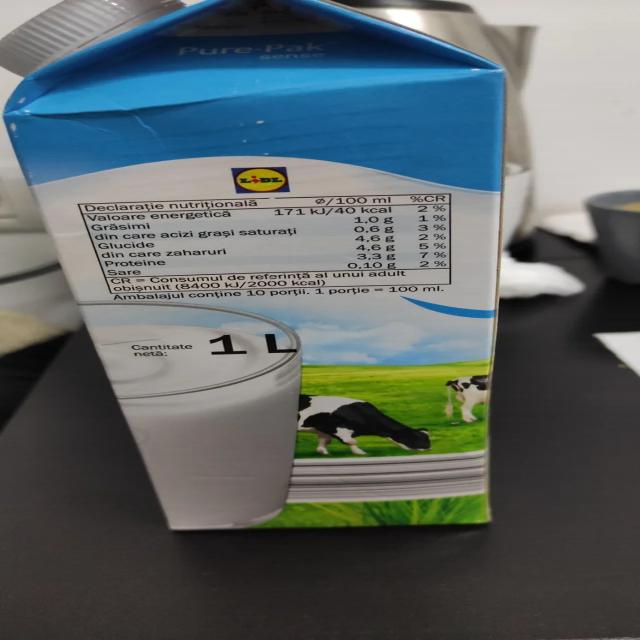 Pure-Pak
sense
LIDL
Declarație nutrițională ø/100 ml %CR
Valoare energetică 171 kJ/40 kcal 2 %
Grăsimi 1,0 g 1 %
din care acizi grași saturați 0,6 g 3 %
Glucide 4,6 g 2 %
din care zaharuri 4,6 g 5 %
Proteine 3,3 g 7 %
Sare 0,10 g 2 %
CR = Consumul de referință al unui adult
obișnuit (8400 kJ/2000 kcal)
Ambalajul conține 10 porții. 1 porție = 100 ml.
Cantitate
netă: 1 L